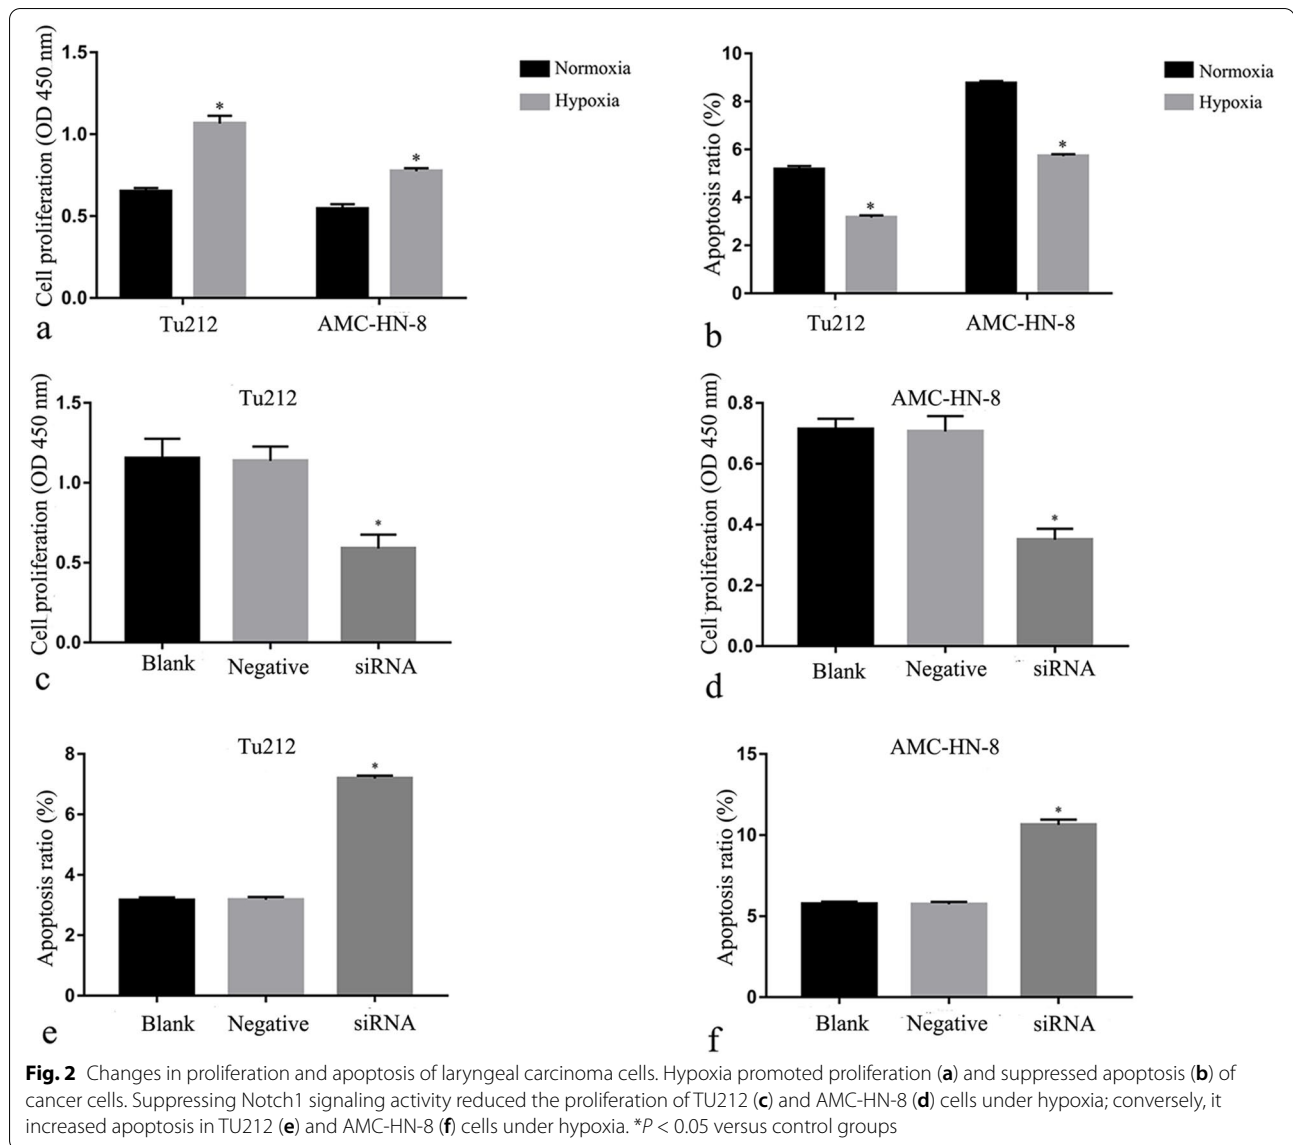 Cell proliferation (OD 450 nm)
1.5
1.0
0.5
0.0
Normoxia
Hypoxia
*
*
Tu212
AMC-HN-8
a
Apoptosis ratio (%)
10
8
6
4
2
0
Normoxia
Hypoxia
*
*
Tu212
AMC-HN-8
b
Tu212
Cell proliferation (OD 450 nm)
1.5
1.0
0.5
0.0
*
Blank
Negative
siRNA
c
AMC-HN-8
Cell proliferation (OD 450 nm)
0.8
0.6
0.4
0.2
0.0
*
Blank
Negative
siRNA
d
Tu212
Apoptosis ratio (%)
8
6
4
2
0
*
Blank
Negative
siRNA
e
AMC-HN-8
Apoptosis ratio (%)
15
10
5
0
*
Blank
Negative
siRNA
f
Fig. 2 Changes in proliferation and apoptosis of laryngeal carcinoma cells. Hypoxia promoted proliferation (a) and suppressed apoptosis (b) of
cancer cells. Suppressing Notch1 signaling activity reduced the proliferation of TU212 (c) and AMC-HN-8 (d) cells under hypoxia; conversely, it
increased apoptosis in TU212 (e) and AMC-HN-8 (f) cells under hypoxia. *P < 0.05 versus control groups